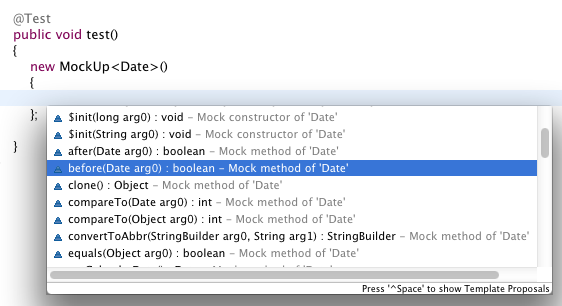 @Test
public void test()
{
new MockUp<Date>()
{
};
}
$init(long arg0) : void – Mock constructor of 'Date'
$init(String arg0) : void – Mock constructor of 'Date'
after(Date arg0) : boolean – Mock method of 'Date'
before(Date arg0) : boolean – Mock method of 'Date'
clone() : Object – Mock method of 'Date'
compareTo(Date arg0) : int – Mock method of 'Date'
compareTo(Object arg0) : int – Mock method of 'Date'
convertToAbbr(StringBuilder arg0, String arg1) : StringBuilder – Mock method of 'Date'
equals(Object arg0) : boolean – Mock method of 'Date'
Press '^Space' to show Template Proposals